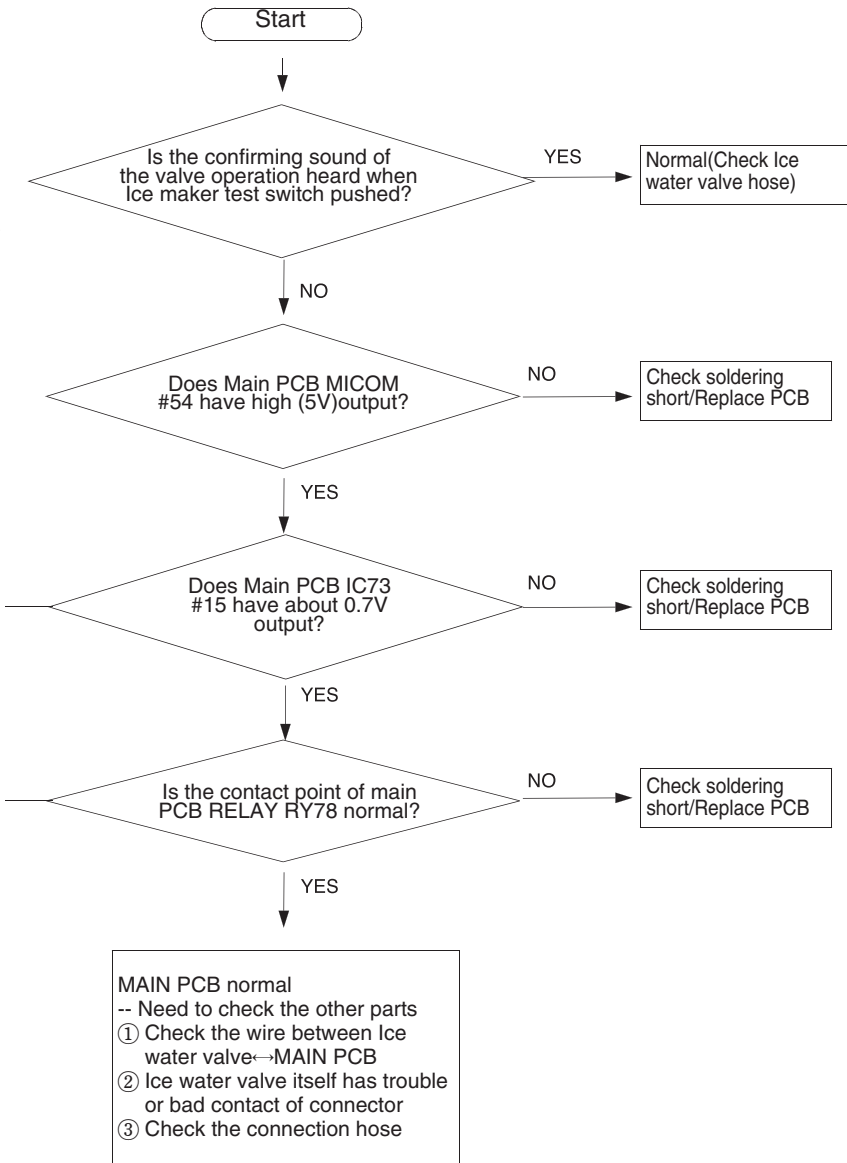 Start
Is the confirming sound of
the valve operation heard when
Ice maker test switch pushed?
YES
Normal(Check Ice
water valve hose)
NO
Does Main PCB MICOM
#54 have high (5V)output?
NO
Check soldering
short/Replace PCB
YES
Does Main PCB IC73
#15 have about 0.7V
output?
NO
Check soldering
short/Replace PCB
YES
Is the contact point of main
PCB RELAY RY78 normal?
NO
Check soldering
short/Replace PCB
YES
MAIN PCB normal
-- Need to check the other parts
① Check the wire between Ice
water valve↔MAIN PCB
② Ice water valve itself has trouble
or bad contact of connector
③ Check the connection hose